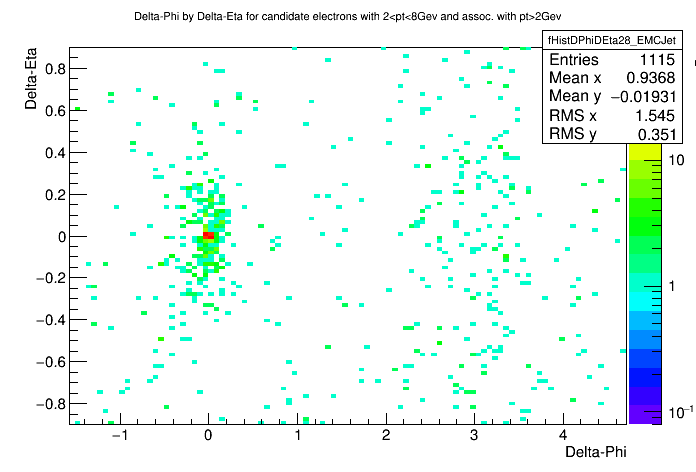 Delta-Phi by Delta-Eta for candidate electrons with 2<pt<8Gev and assoc. with pt>2Gev
fHistDPhiDEta28_EMCJet
Entries 1115
Mean x 0.9368
Mean y −0.01931
RMS x 1.545
RMS y 0.351
Delta-Eta
0.8
0.6
0.4
0.2
0
−0.2
−0.4
−0.6
−0.8
−1 0 1 2 3 4
Delta-Phi
10
1
10−1